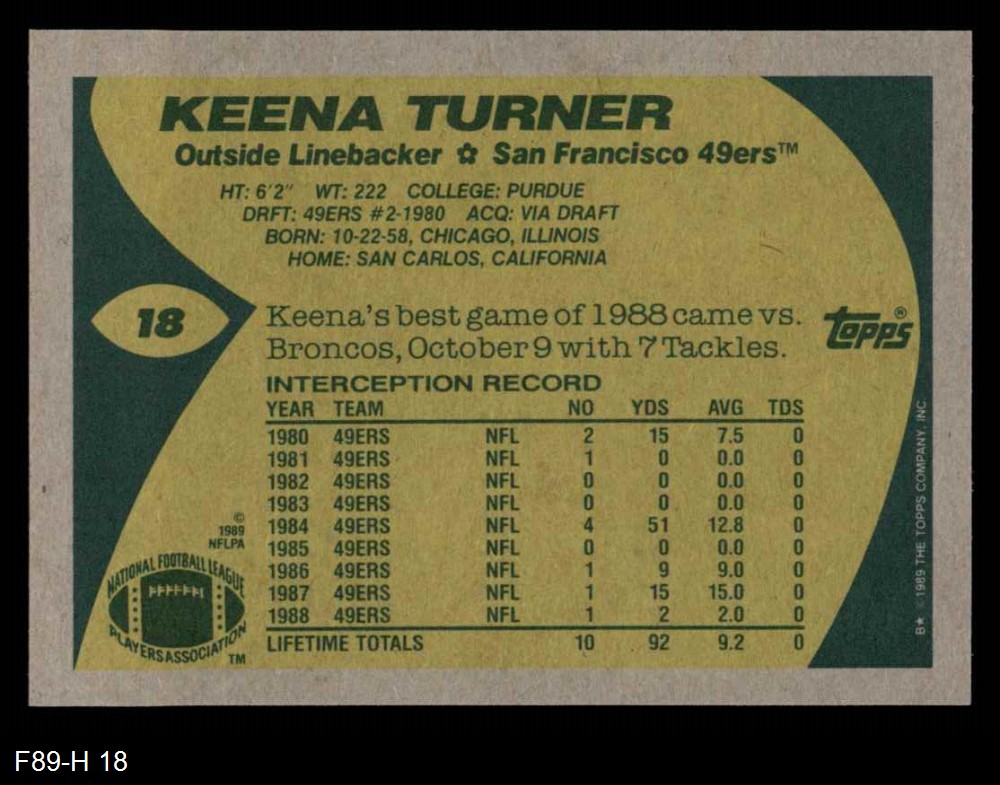 KEENA TURNER
Outside Linebacker ✿ San Francisco 49ers™
HT: 6'2" WT: 222 COLLEGE: PURDUE
DRFT: 49ERS #2-1980 ACQ: VIA DRAFT
BORN: 10-22-58, CHICAGO, ILLINOIS
HOME: SAN CARLOS, CALIFORNIA
18
Keena's best game of 1988 came vs.
Broncos, October 9 with 7 Tackles.
topps®
INTERCEPTION RECORD
YEAR TEAM NO YDS AVG TDS
1980 49ERS NFL 2 15 7.5 0
1981 49ERS NFL 1 0 0.0 0
1982 49ERS NFL 0 0 0.0 0
1983 49ERS NFL 0 0 0.0 0
1984 49ERS NFL 4 51 12.8 0
1985 49ERS NFL 0 0 0.0 0
1986 49ERS NFL 1 9 9.0 0
1987 49ERS NFL 1 15 15.0 0
1988 49ERS NFL 1 2 2.0 0
LIFETIME TOTALS 10 92 9.2 0
©
1989
NFLPA
NATIONAL FOOTBALL LEAGUE
PLAYERS ASSOCIATION
TM
B★ ©1989 THE TOPPS COMPANY, INC.
F89-H 18